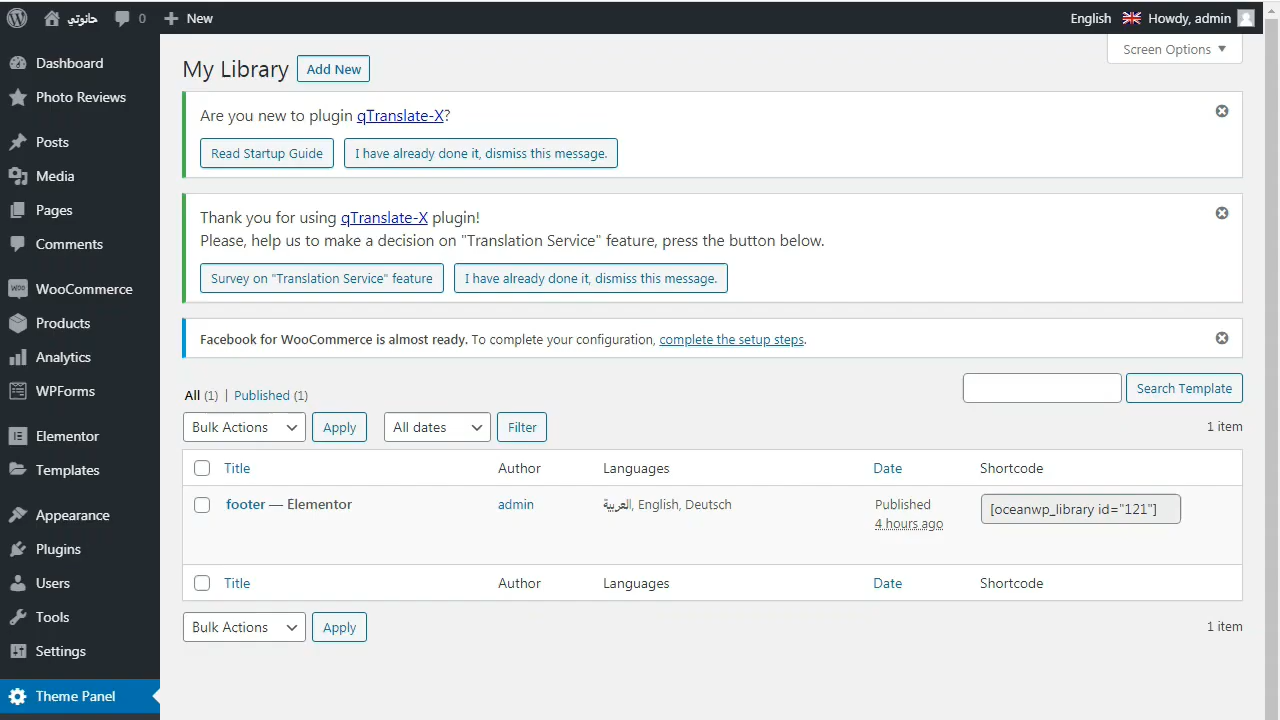 حانوتي 0 New English Howdy, admin
Screen Options
Dashboard
Photo Reviews
Posts
Media
Pages
Comments
WooCommerce
Products
Analytics
WPForms
Elementor
Templates
Appearance
Plugins
Users
Tools
Settings
Theme Panel
My Library Add New
Are you new to plugin qTranslate-X?
Read Startup Guide I have already done it, dismiss this message.
Thank you for using qTranslate-X plugin!
Please, help us to make a decision on "Translation Service" feature, press the button below.
Survey on "Translation Service" feature I have already done it, dismiss this message.
Facebook for WooCommerce is almost ready. To complete your configuration, complete the setup steps.
All (1) | Published (1) Search Template
Bulk Actions Apply All dates Filter 1 item
Title Author Languages Date Shortcode
footer — Elementor admin العربية, English, Deutsch Published [oceanwp_library id="121"]
4 hours ago
Title Author Languages Date Shortcode
Bulk Actions Apply 1 item